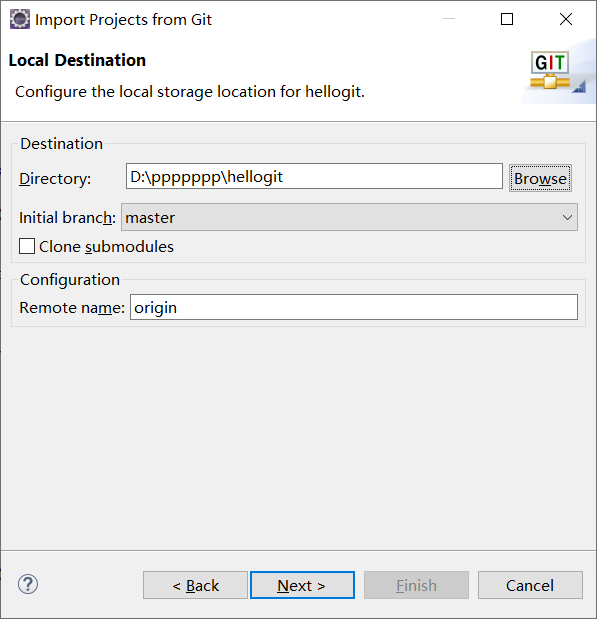 Import Projects from Git
Local Destination
Configure the local storage location for hellogit.
GIT
Destination
Directory: D:\ppppppp\hellogit Browse
Initial branch: master
Clone submodules
Configuration
Remote name: origin
? < Back Next > Finish Cancel